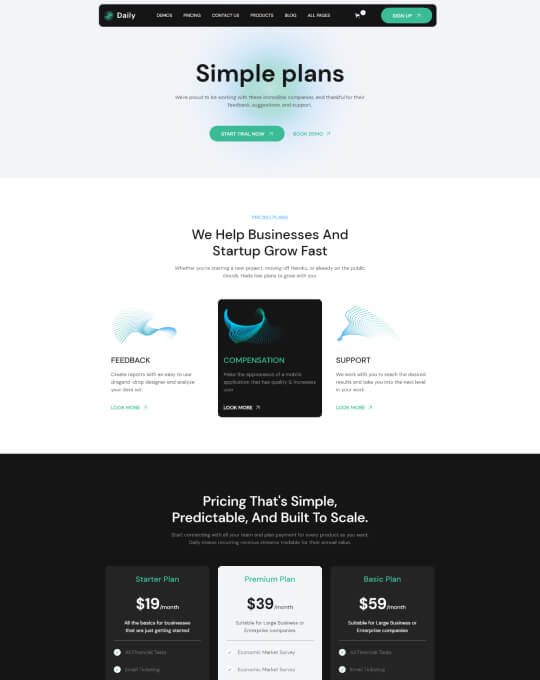 Daily DEMOS PRICING CONTACT US PRODUCTS BLOG ALL PAGES SIGN UP
Simple plans
We're proud to be working with these incredible companies, and thankful for their
feedback, suggestions and support.
START TRIAL NOW BOOK DEMO
PRICING PLANS
We Help Businesses And
Startup Grow Fast
Whether you're starting a new project, moving off Heroku, or already on the public
clouds, Hade has plans to grow with you.
FEEDBACK
Create reports with an easy to use
dragand-drop designer and analyze
your data set.
LOOK MORE
COMPENSATION
Make the appearance of a mobile
application that has quality & increases
user
LOOK MORE
SUPPORT
We work with you to reach the desired
results and take you into the next level
in your work.
LOOK MORE
Pricing That's Simple,
Predictable, And Built To Scale.
Start connecting with all your team and plan payment for every product as you want
Daily makes recurring revenue streams tradable for their annual value.
Starter Plan
$19/month
All the basics for businesses
that are just getting started
All Financial Tasks
Email Ticketing
Premium Plan
$39/month
Suitable for Large Business or
Enterprise companies
Economic Market Survey
Economic Market Survey
Basic Plan
$59/month
Suitable for Large Business or
Enterprise companies
All Financial Tasks
Email Ticketing